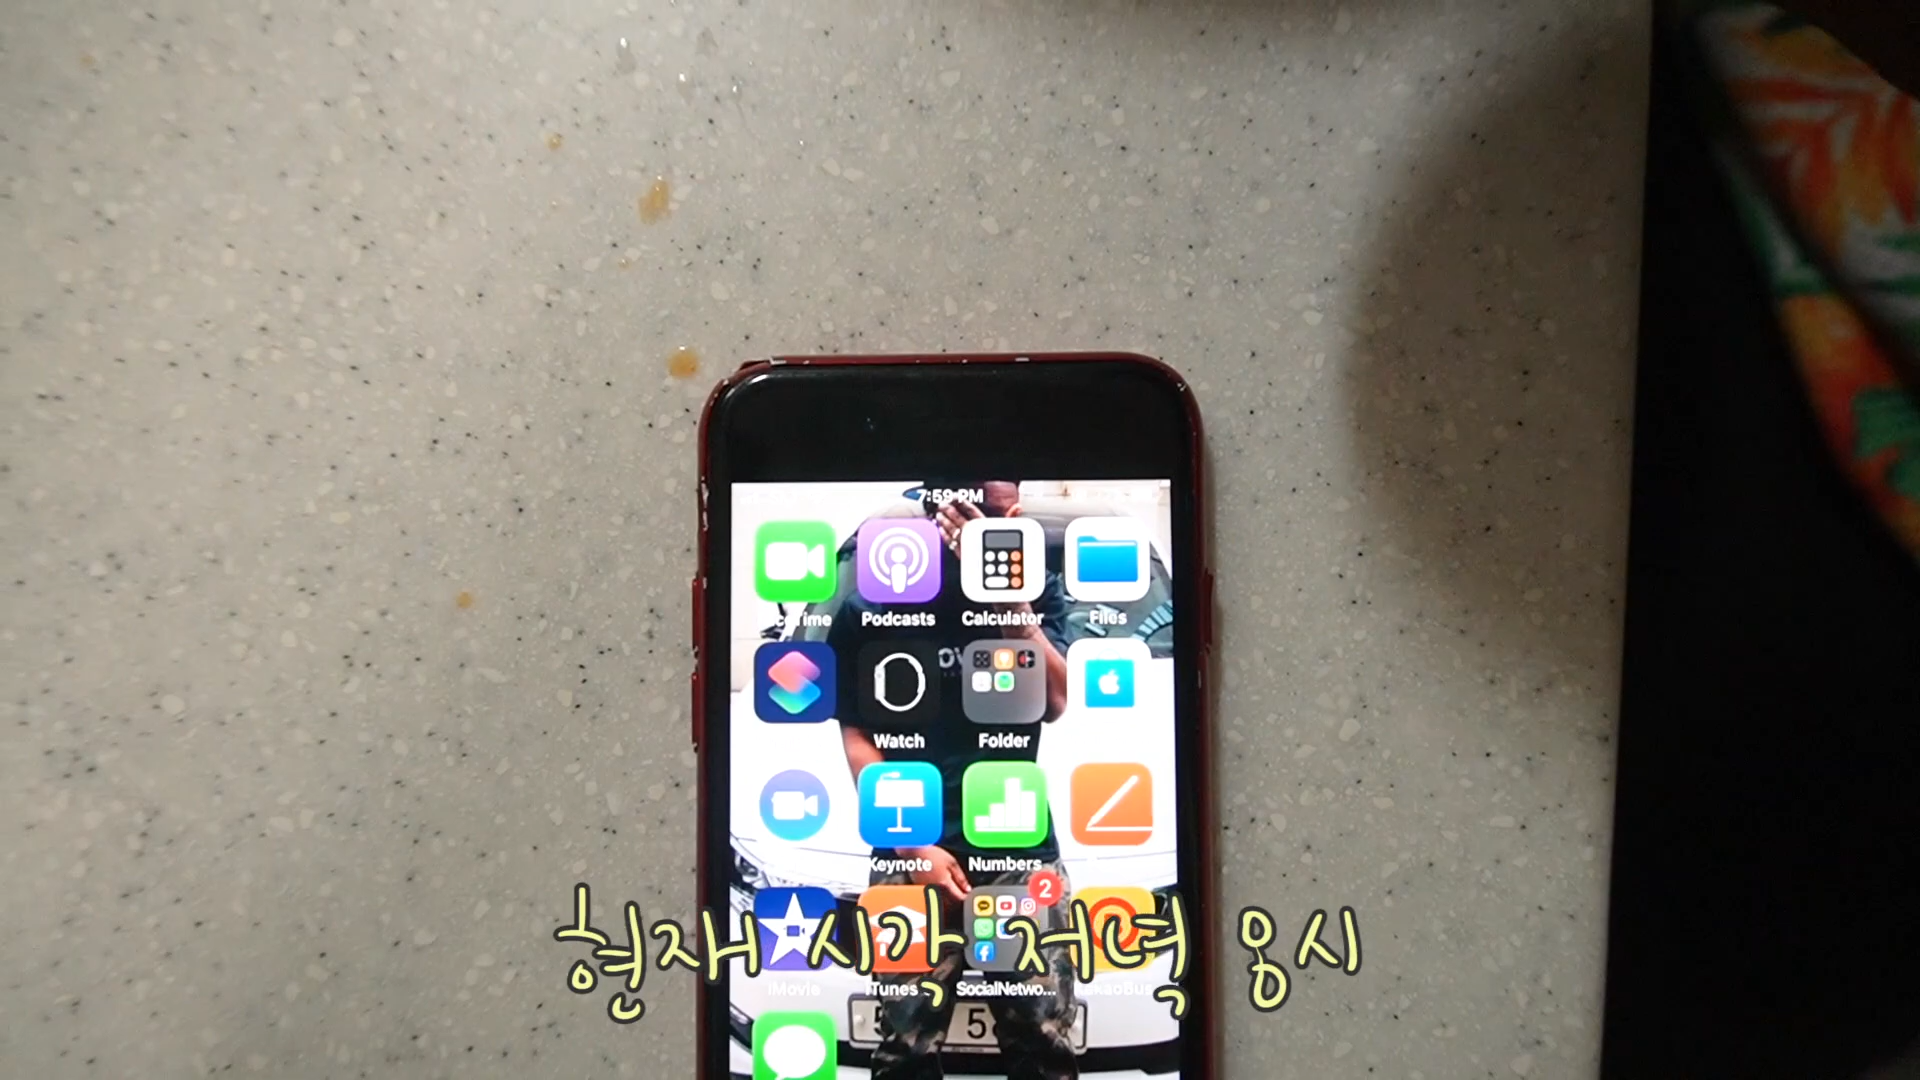 7:59 PM
Podcasts Calculator Files
Watch Folder
Keynote Numbers
iMovie iTunes SocialNetwo...
2
현재 시각 저녁 응시